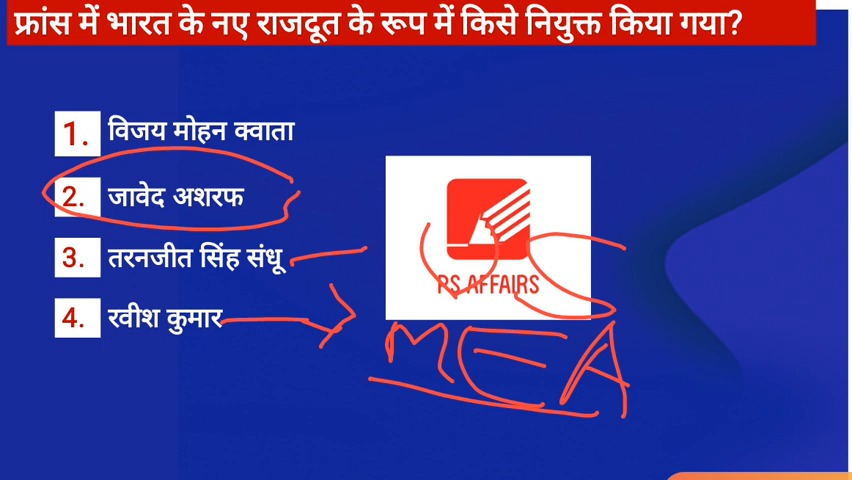 फ्रांस में भारत के नए राजदूत के रूप में किसे नियुक्त किया गया?
1. विजय मोहन क्वाता
2. जावेद अशरफ
3. तरनजीत सिंह संधू
4. रवीश कुमार
PS AFFAIRS
MEA